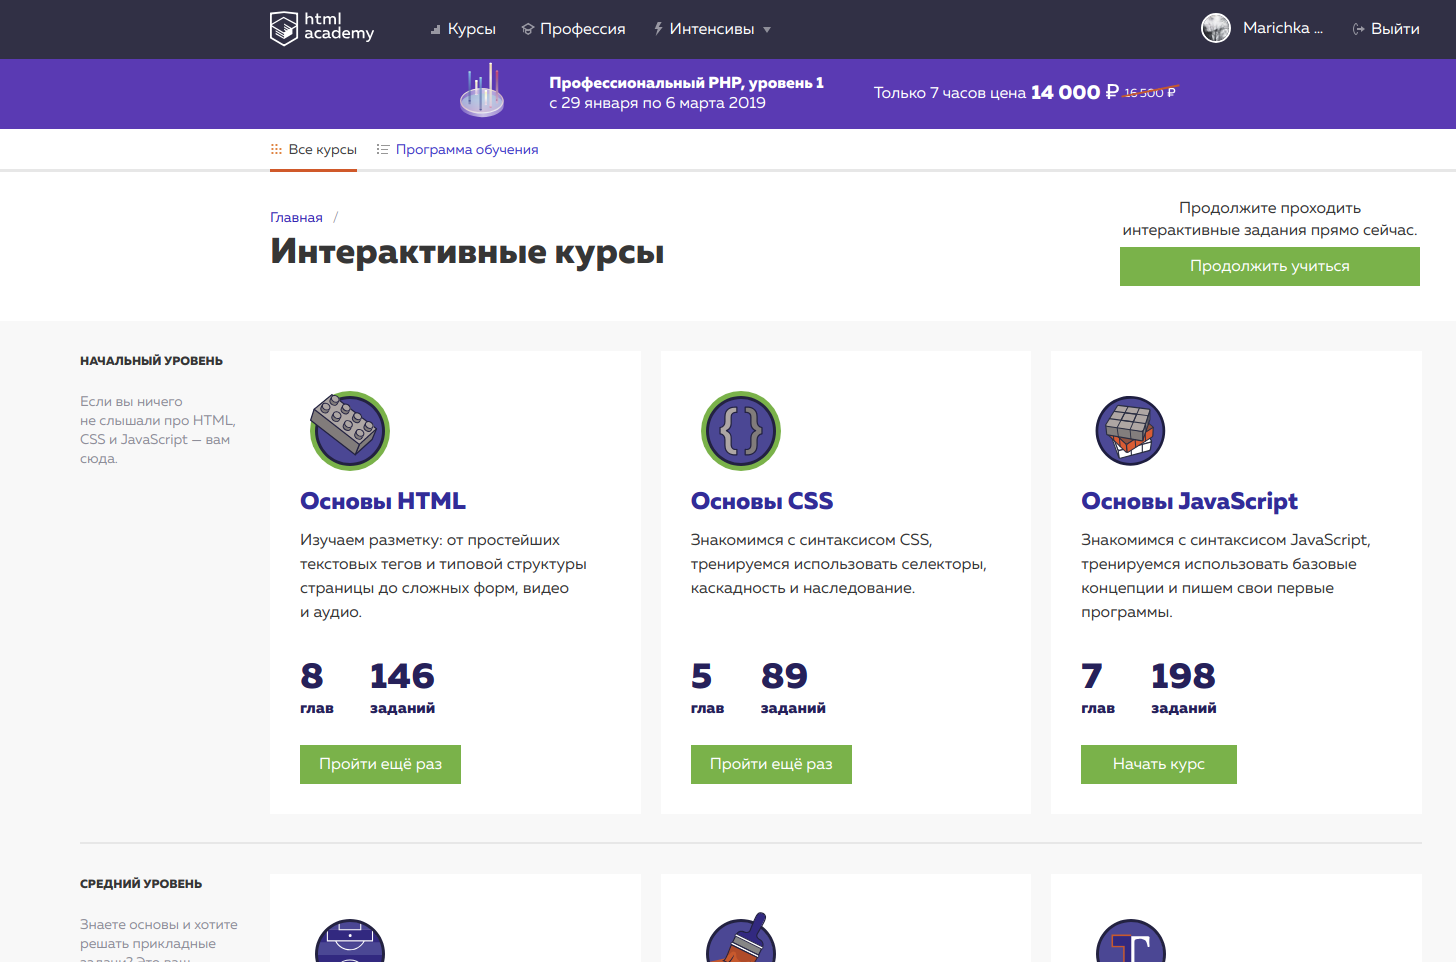 html
academy
Курсы
Профессия
Интенсивы
Marichka ...
Выйти
Профессиональный PHP, уровень 1
с 29 января по 6 марта 2019
Только 7 часов цена 14 000 ₽ 16 500 ₽
Все курсы
Программа обучения
Главная /
Интерактивные курсы
Продолжите проходить
интерактивные задания прямо сейчас.
Продолжить учиться
НАЧАЛЬНЫЙ УРОВЕНЬ
Если вы ничего
не слышали про HTML,
CSS и JavaScript — вам
сюда.
Основы HTML
Изучаем разметку: от простейших
текстовых тегов и типовой структуры
страницы до сложных форм, видео
и аудио.
8 146
глав заданий
Пройти ещё раз
Основы CSS
Знакомимся с синтаксисом CSS,
тренируемся использовать селекторы,
каскадность и наследование.
5 89
глав заданий
Пройти ещё раз
Основы JavaScript
Знакомимся с синтаксисом JavaScript,
тренируемся использовать базовые
концепции и пишем свои первые
программы.
7 198
глав заданий
Начать курс
СРЕДНИЙ УРОВЕНЬ
Знаете основы и хотите
решать прикладные
задачи? Это ваш